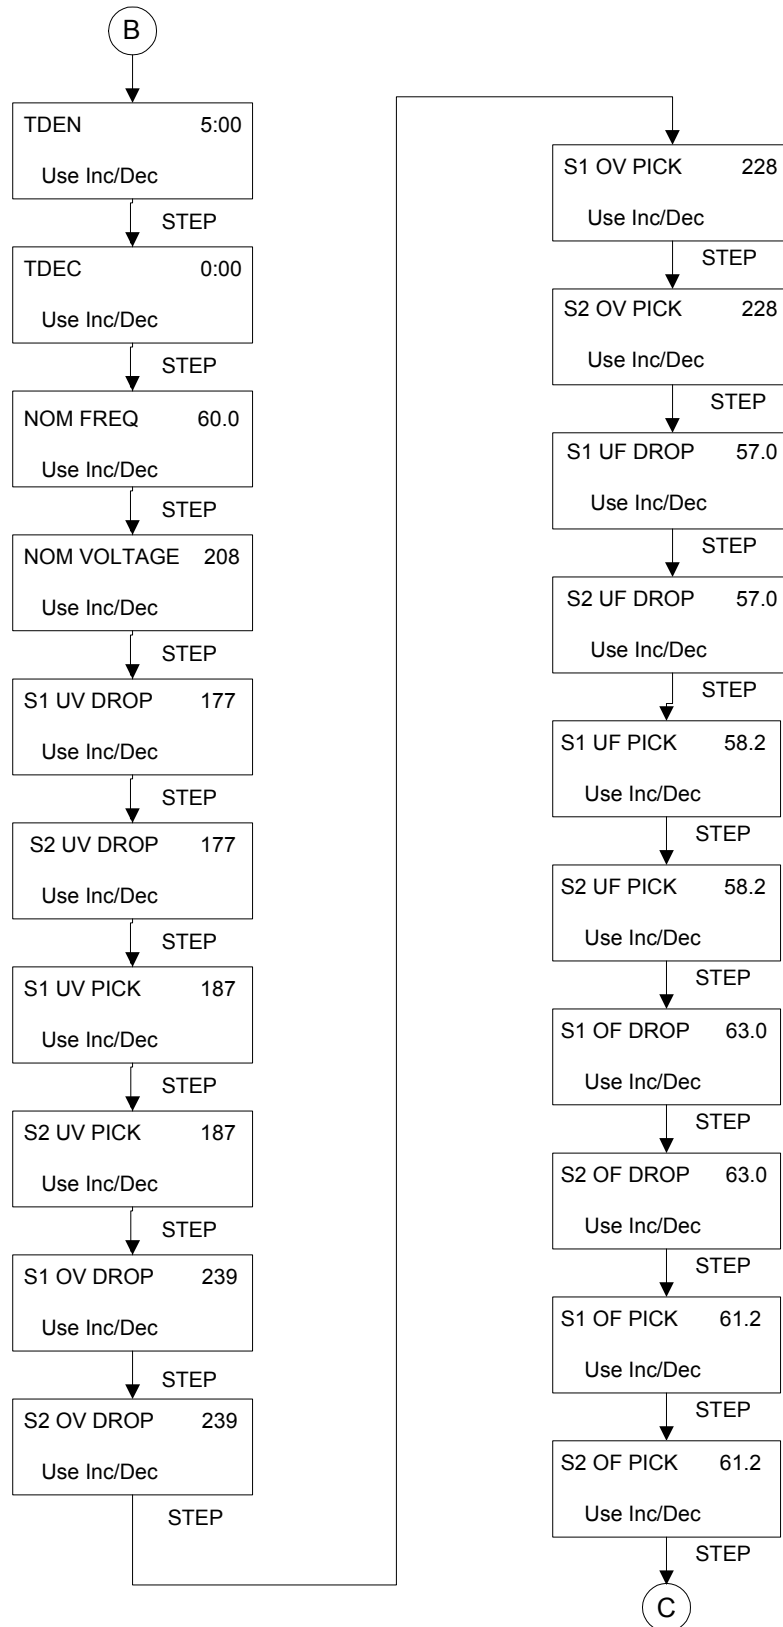 B
TDEN 5:00
Use Inc/Dec
STEP
TDEC 0:00
Use Inc/Dec
STEP
NOM FREQ 60.0
Use Inc/Dec
STEP
NOM VOLTAGE 208
Use Inc/Dec
STEP
S1 UV DROP 177
Use Inc/Dec
STEP
S2 UV DROP 177
Use Inc/Dec
STEP
S1 UV PICK 187
Use Inc/Dec
STEP
S2 UV PICK 187
Use Inc/Dec
STEP
S1 OV DROP 239
Use Inc/Dec
STEP
S2 OV DROP 239
Use Inc/Dec
STEP
S1 OV PICK 228
Use Inc/Dec
STEP
S2 OV PICK 228
Use Inc/Dec
STEP
S1 UF DROP 57.0
Use Inc/Dec
STEP
S2 UF DROP 57.0
Use Inc/Dec
STEP
S1 UF PICK 58.2
Use Inc/Dec
STEP
S2 UF PICK 58.2
Use Inc/Dec
STEP
S1 OF DROP 63.0
Use Inc/Dec
STEP
S2 OF DROP 63.0
Use Inc/Dec
STEP
S1 OF PICK 61.2
Use Inc/Dec
STEP
S2 OF PICK 61.2
Use Inc/Dec
STEP
C